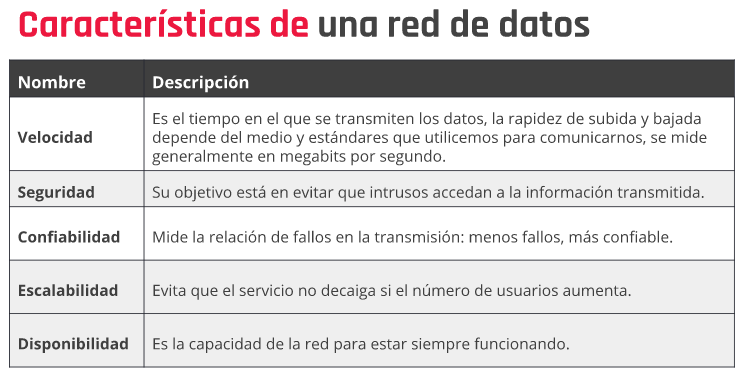 Características de una red de datos
Nombre Descripción
Velocidad
Es el tiempo en el que se transmiten los datos, la rapidez de subida y bajada
depende del medio y estándares que utilicemos para comunicarnos, se mide
generalmente en megabits por segundo.
Seguridad Su objetivo está en evitar que intrusos accedan a la información transmitida.
Confiabilidad Mide la relación de fallos en la transmisión: menos fallos, más confiable.
Escalabilidad Evita que el servicio no decaiga si el número de usuarios aumenta.
Disponibilidad Es la capacidad de la red para estar siempre funcionando.